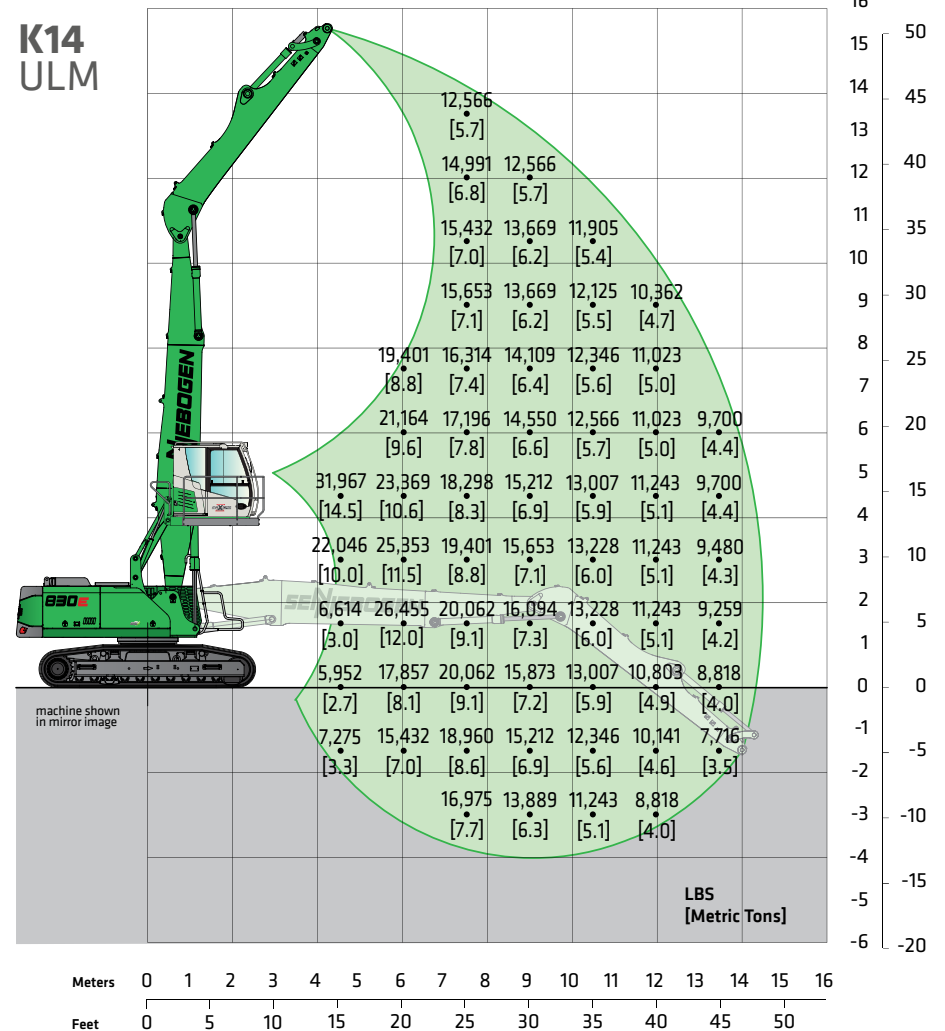 K14
ULM
16
15
50
14
45
12,566
[5.7]
13
14,991 12,566
[6.8] [5.7]
12
40
15,432 13,669 11,905
[7.0] [6.2] [5.4]
11
35
10
15,653 13,669 12,125 10,362
[7.1] [6.2] [5.5] [4.7]
9
30
8
19,401 16,314 14,109 12,346 11,023
[8.8] [7.4] [6.4] [5.6] [5.0]
25
7
21,164 17,196 14,550 12,566 11,023 9,700
[9.6] [7.8] [6.6] [5.7] [5.0] [4.4]
6
20
NEBOGEN
5
31,967 23,369 18,298 15,212 13,007 11,243 9,700
[14.5] [10.6] [8.3] [6.9] [5.9] [5.1] [4.4]
15
4
22,046 25,353 19,401 15,653 13,228 11,243 9,480
[10.0] [11.5] [8.8] [7.1] [6.0] [5.1] [4.3]
3
10
830E
SENNEBOGEN
2
6,614 26,455 20,062 16,094 13,228 11,243 9,259
[3.0] [12.0] [9.1] [7.3] [6.0] [5.1] [4.2]
5
1
5,952 17,857 20,062 15,873 13,007 10,803 8,818
[2.7] [8.1] [9.1] [7.2] [5.9] [4.9] [4.0]
0
0
machine shown
in mirror image
-1
7,275 15,432 18,960 15,212 12,346 10,141 7,716
[3.3] [7.0] [8.6] [6.9] [5.6] [4.6] [3.5]
-5
-2
16,975 13,889 11,243 8,818
[7.7] [6.3] [5.1] [4.0]
-3
-10
-4
-15
LBS
[Metric Tons]
-5
-6
-20
Meters 0 1 2 3 4 5 6 7 8 9 10 11 12 13 14 15 16
Feet 0 5 10 15 20 25 30 35 40 45 50